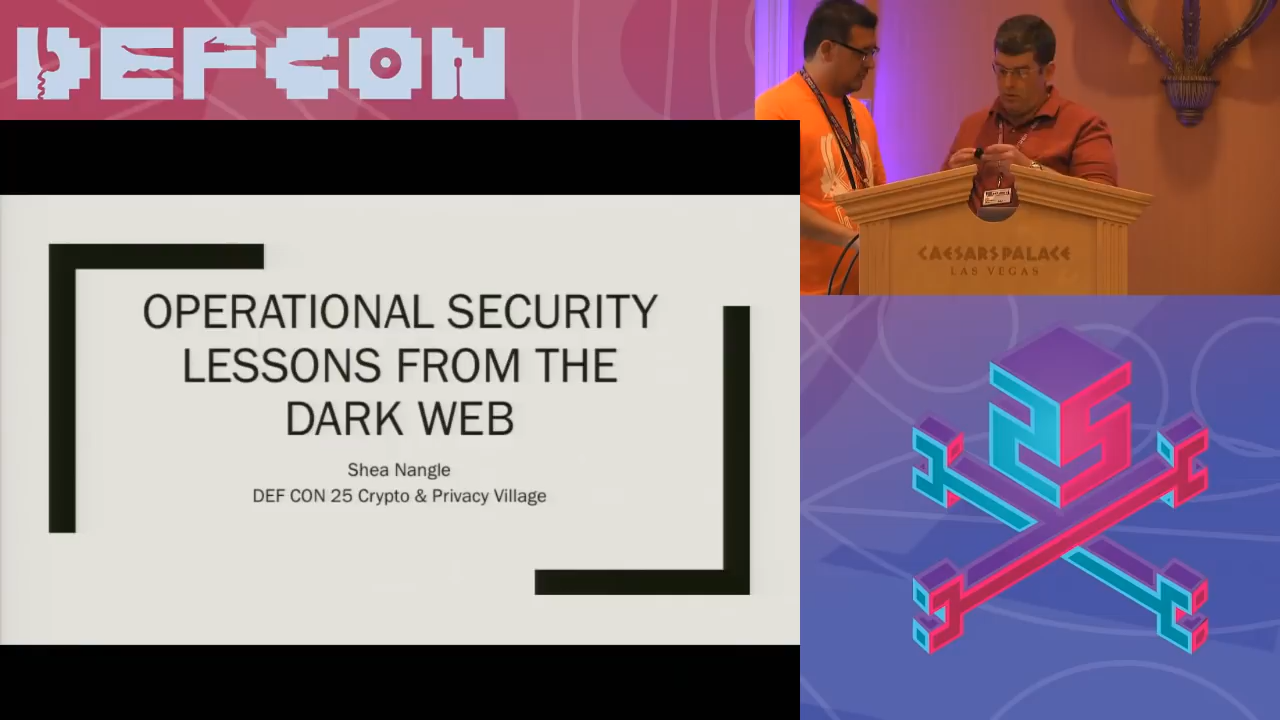 DEFCON
CAESARS PALACE
LAS VEGAS
OPERATIONAL SECURITY
LESSONS FROM THE
DARK WEB
Shea Nangle
DEF CON 25 Crypto & Privacy Village
25